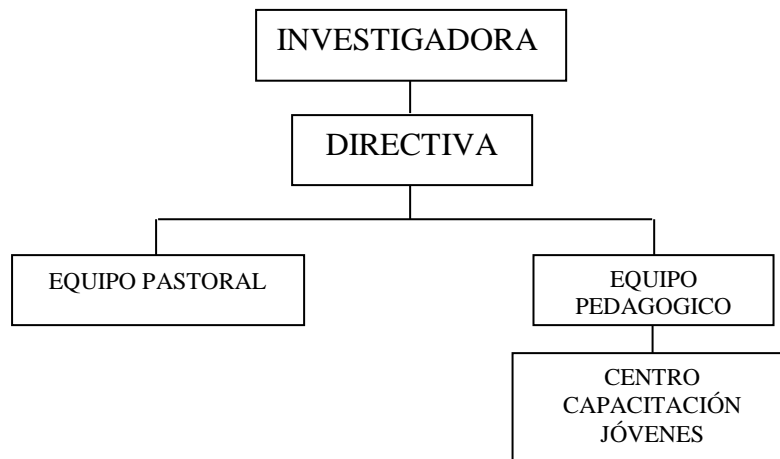 INVESTIGADORA
DIRECTIVA
EQUIPO PASTORAL
EQUIPO
PEDAGOGICO
CENTRO
CAPACITACIÓN
JÓVENES